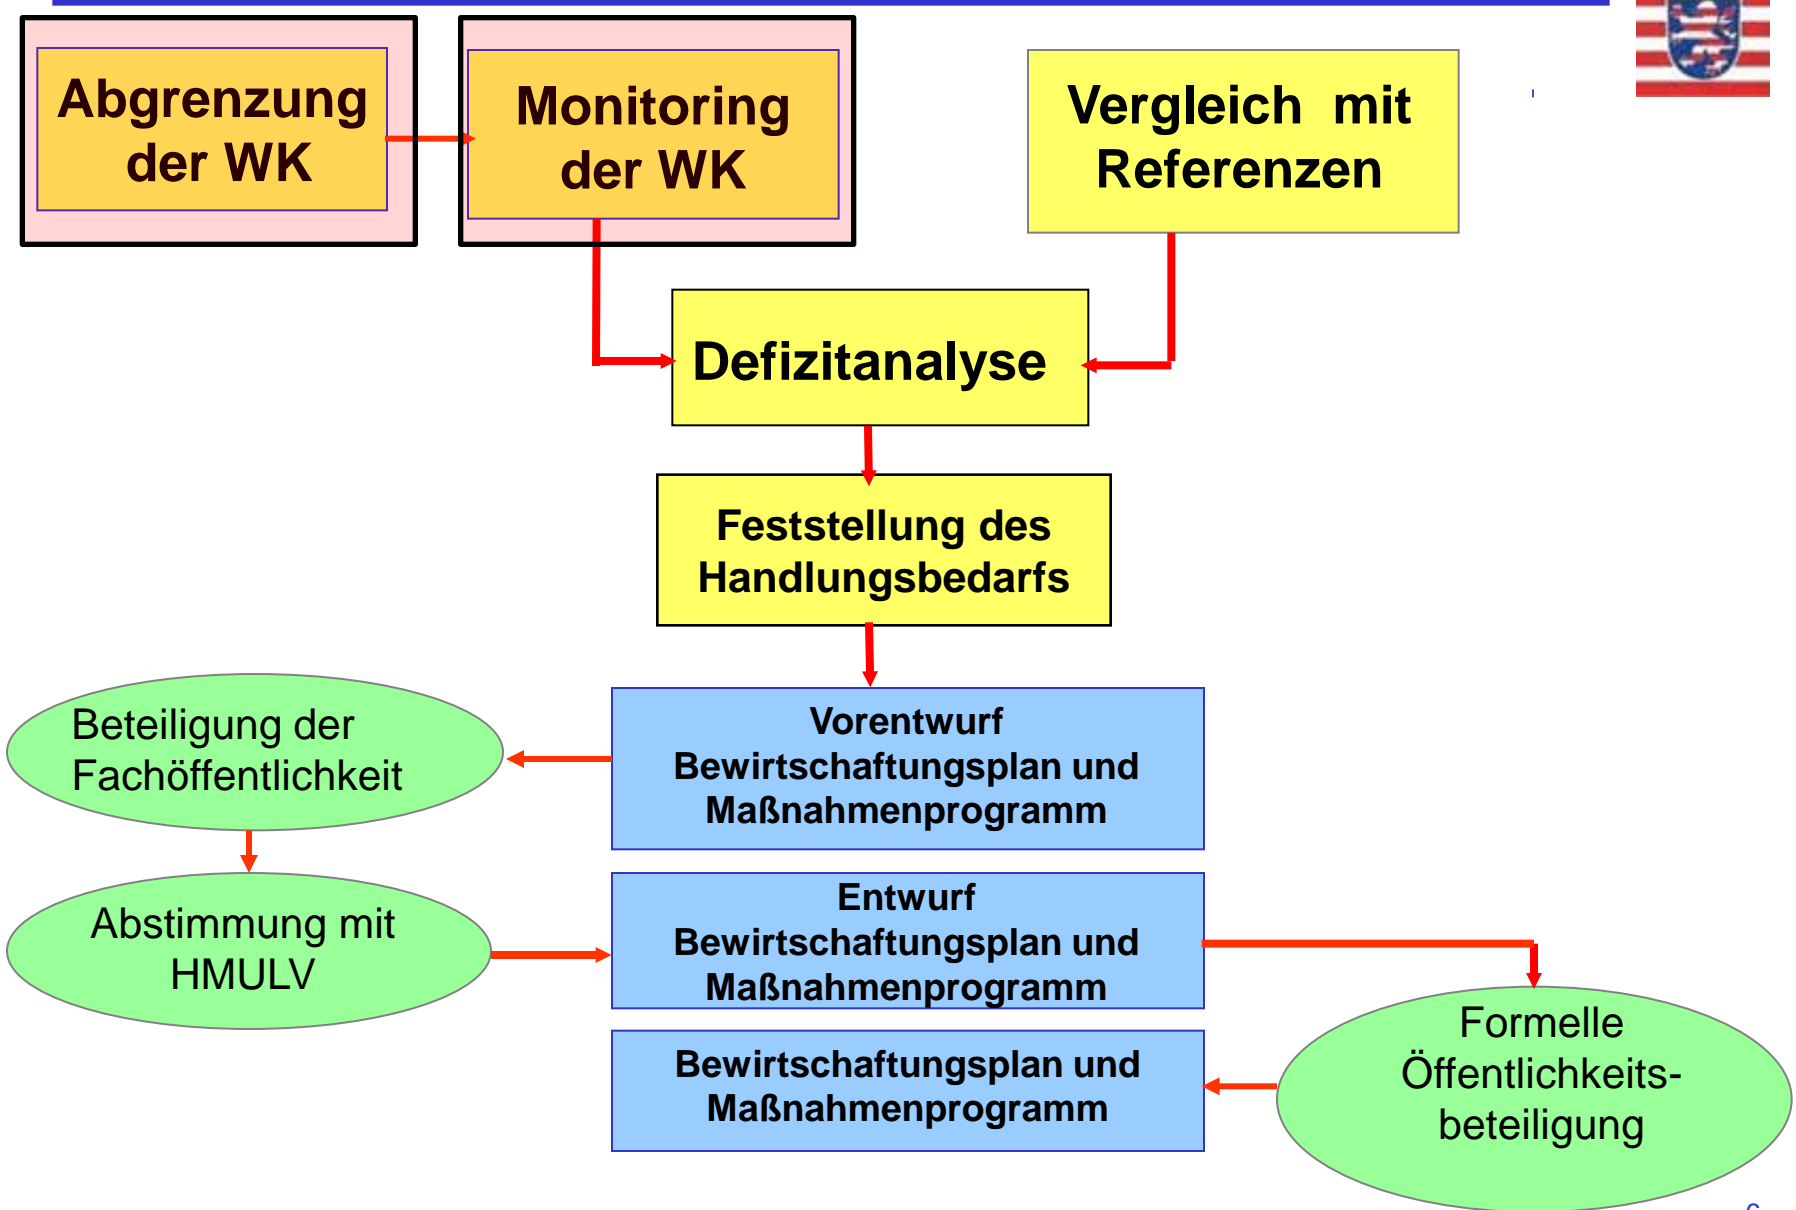 Abgrenzung
der WK
Monitoring
der WK
Vergleich mit
Referenzen
Defizitanalyse
Feststellung des
Handlungsbedarfs
Vorentwurf
Bewirtschaftungsplan und
Maßnahmenprogramm
Beteiligung der
Fachöffentlichkeit
Abstimmung mit
HMULV
Entwurf
Bewirtschaftungsplan und
Maßnahmenprogramm
Formelle
Öffentlichkeits-
beteiligung
Bewirtschaftungsplan und
Maßnahmenprogramm